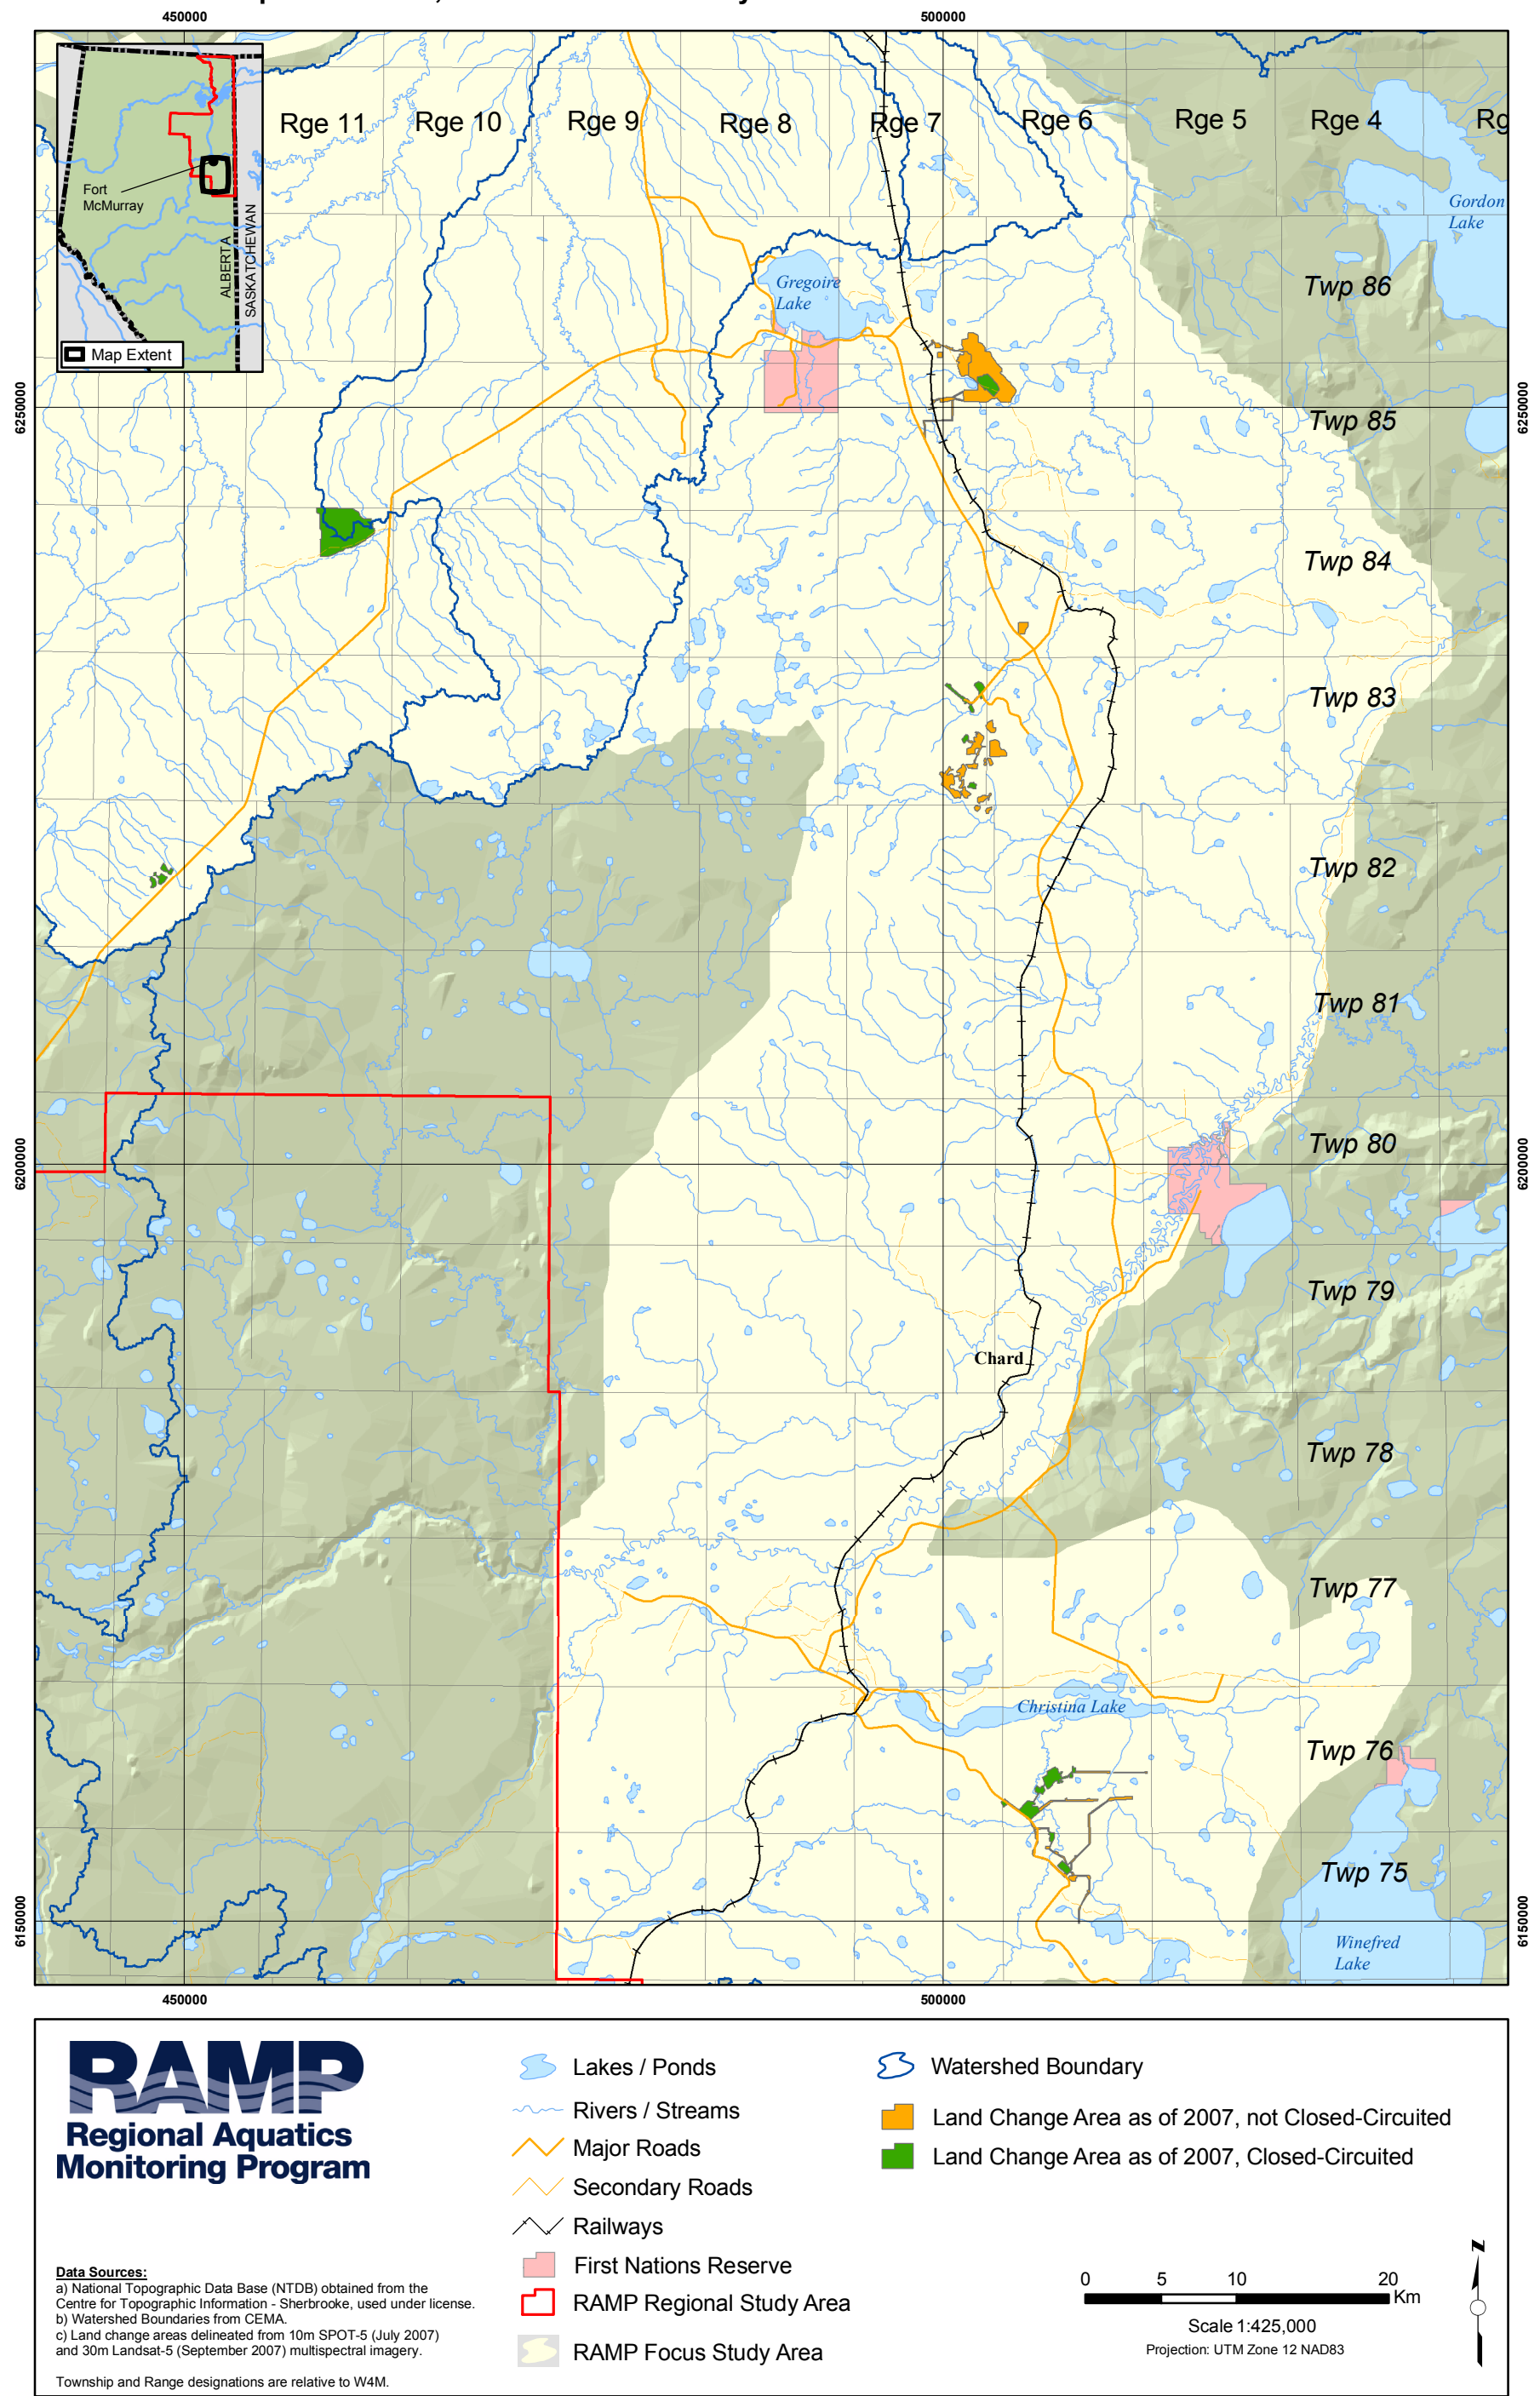 450000
500000
Rge 11
Rge 10
Rge 9
Rge 8
Rge 7
Rge 6
Rge 5
Rge 4
Rg
Fort
McMurray
ALBERTA
SASKATCHEWAN
Map Extent
Gordon
Lake
Gregoire
Lake
Twp 86
6250000
Twp 85
6250000
Twp 84
Twp 83
Twp 82
Twp 81
6200000
Twp 80
6200000
Twp 79
Chard
Twp 78
Twp 77
Christina Lake
Twp 76
Twp 75
6150000
6150000
Winefred
Lake
450000
500000
RAMP
Regional Aquatics
Monitoring Program
Lakes / Ponds
Rivers / Streams
Major Roads
Secondary Roads
Railways
First Nations Reserve
RAMP Regional Study Area
RAMP Focus Study Area
Watershed Boundary
Land Change Area as of 2007, not Closed-Circuited
Land Change Area as of 2007, Closed-Circuited
Data Sources:
a) National Topographic Data Base (NTDB) obtained from the
Centre for Topographic Information - Sherbrooke, used under license.
b) Watershed Boundaries from CEMA.
c) Land change areas delineated from 10m SPOT-5 (July 2007)
and 30m Landsat-5 (September 2007) multispectral imagery.
Township and Range designations are relative to W4M.
0 5 10 20
Km
Scale 1:425,000
Projection: UTM Zone 12 NAD83
N